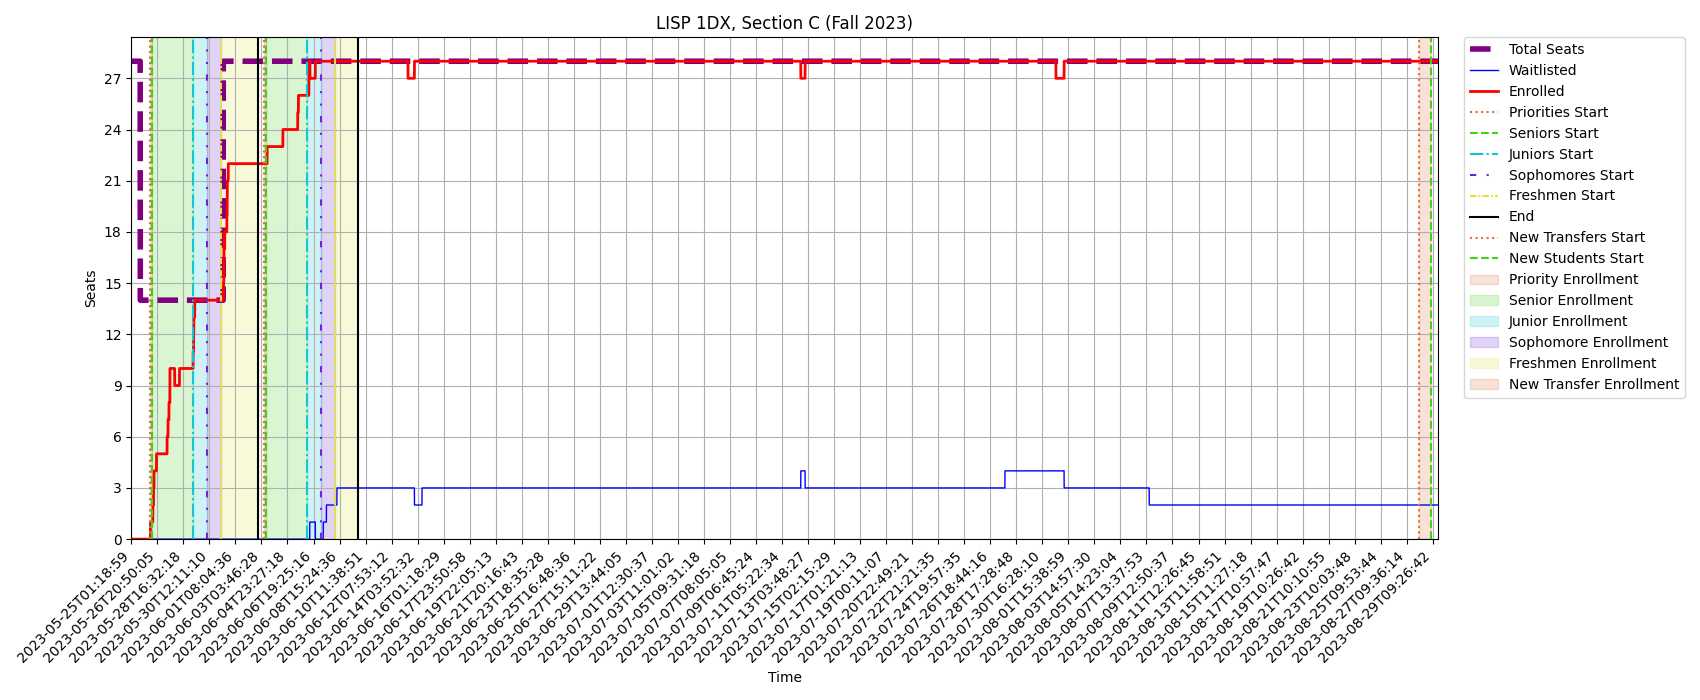 LISP 1DX, Section C (Fall 2023)
Seats
27
24
21
18
15
12
9
6
3
0
2023-05-25T01:18:59
2023-05-26T20:50:05
2023-05-28T16:32:18
2023-05-30T12:11:10
2023-06-01T08:04:36
2023-06-03T03:46:28
2023-06-04T23:27:18
2023-06-06T19:25:16
2023-06-08T15:24:36
2023-06-10T11:38:51
2023-06-12T07:53:12
2023-06-14T04:52:32
2023-06-16T01:18:29
2023-06-17T23:50:58
2023-06-19T22:05:13
2023-06-21T20:16:43
2023-06-23T18:35:28
2023-06-25T16:48:36
2023-06-27T15:11:22
2023-06-29T13:44:05
2023-07-01T12:30:37
2023-07-03T11:01:02
2023-07-05T09:31:18
2023-07-07T08:05:05
2023-07-09T06:45:24
2023-07-11T05:22:34
2023-07-13T03:48:27
2023-07-15T02:15:29
2023-07-17T01:21:13
2023-07-19T00:11:07
2023-07-20T22:49:21
2023-07-22T21:21:35
2023-07-24T19:57:35
2023-07-26T18:44:16
2023-07-28T17:28:48
2023-07-30T16:28:10
2023-08-01T15:38:59
2023-08-03T14:57:30
2023-08-05T14:23:04
2023-08-07T13:37:53
2023-08-09T12:50:37
2023-08-11T12:26:45
2023-08-13T11:58:51
2023-08-15T11:27:18
2023-08-17T10:57:47
2023-08-19T10:26:42
2023-08-21T10:10:55
2023-08-23T10:03:48
2023-08-25T09:53:44
2023-08-27T09:36:14
2023-08-29T09:26:42
Time
Total Seats
Waitlisted
Enrolled
Priorities Start
Seniors Start
Juniors Start
Sophomores Start
Freshmen Start
End
New Transfers Start
New Students Start
Priority Enrollment
Senior Enrollment
Junior Enrollment
Sophomore Enrollment
Freshmen Enrollment
New Transfer Enrollment